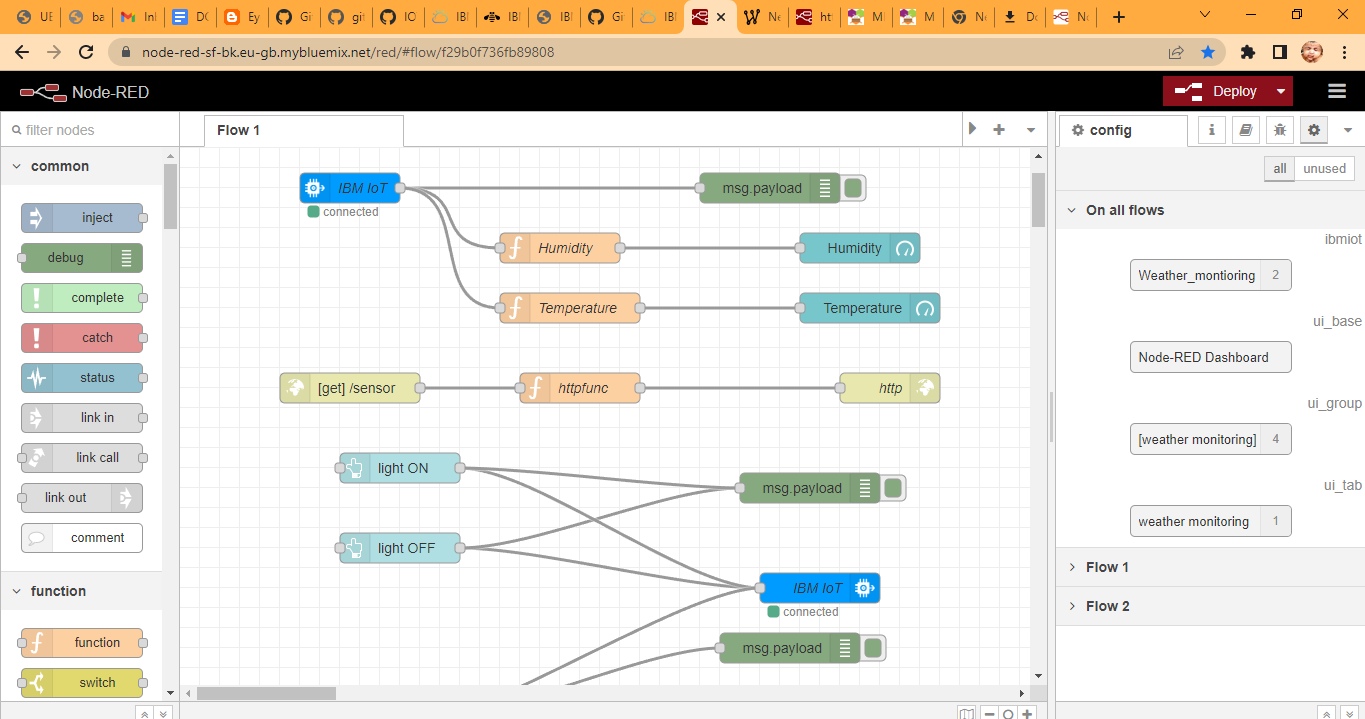 UE
ba
Inl
DC
Ey
Gi
git
IO
IBI
IBI
IBI
Gi
IBI
Ne
htt
MI
M
Ne
Do
No
node-red-sf-bk.eu-gb.mybluemix.net/red/#flow/f29b0f736fb89808
Node-RED
Deploy
filter nodes
common
inject
debug
complete
catch
status
link in
link call
link out
comment
function
function
switch
Flow 1
IBM IoT
connected
msg.payload
Humidity
Humidity
Temperature
Temperature
[get] /sensor
httpfunc
http
light ON
msg.payload
light OFF
IBM IoT
connected
msg.payload
config
all
unused
On all flows
ibmiot
Weather_montioring 2
ui_base
Node-RED Dashboard
ui_group
[weather monitoring] 4
ui_tab
weather monitoring 1
Flow 1
Flow 2